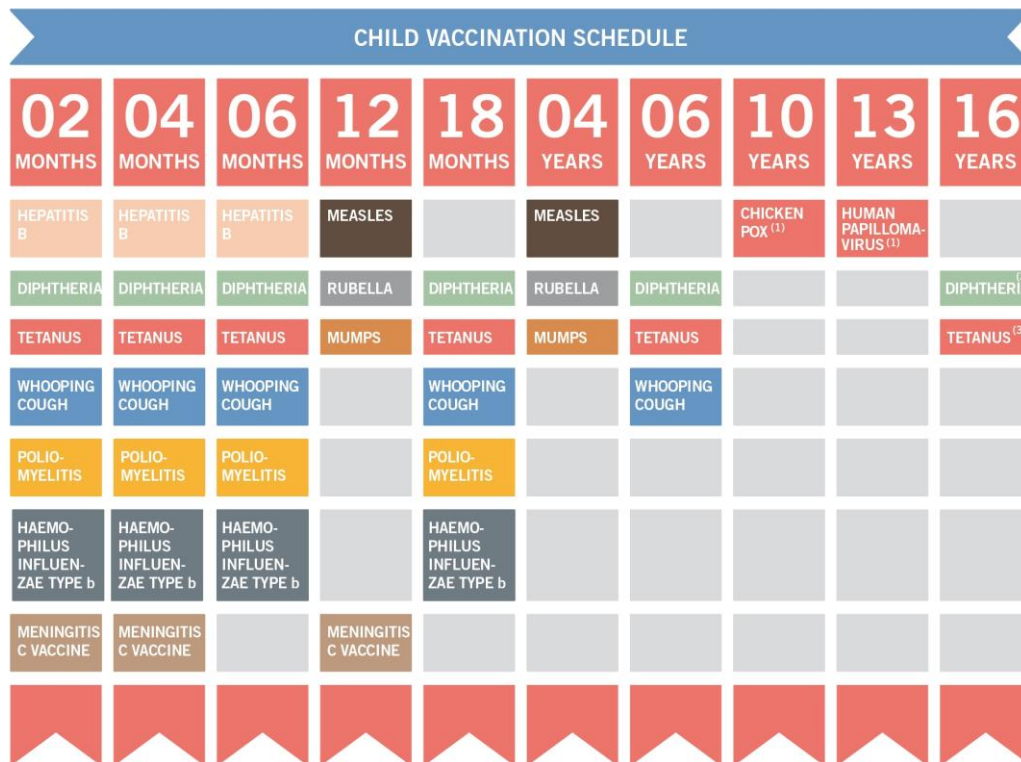 CHILD VACCINATION SCHEDULE
02 04 06 12 18 04 06 10 13 16
MONTHS MONTHS MONTHS MONTHS MONTHS YEARS YEARS YEARS YEARS YEARS
HEPATITIS HEPATITIS HEPATITIS MEASLES MEASLES CHICKEN HUMAN
B B B POX (1) PAPILLOMA-
VIRUS (1)
DIPHTHERIA DIPHTHERIA DIPHTHERIA RUBELLA DIPHTHERIA RUBELLA DIPHTHERIA
TETANUS TETANUS TETANUS MUMPS TETANUS MUMPS TETANUS TETANUS (3
WHOOPING WHOOPING WHOOPING WHOOPING WHOOPING
COUGH COUGH COUGH COUGH COUGH
POLIO- POLIO- POLIO- POLIO-
MYELITIS MYELITIS MYELITIS MYELITIS
HAEMO- HAEMO- HAEMO- HAEMO-
PHILUS PHILUS PHILUS PHILUS
INFLUEN- INFLUEN- INFLUEN- INFLUEN-
ZAE TYPE b ZAE TYPE b ZAE TYPE b ZAE TYPE b
MENINGITIS MENINGITIS MENINGITIS
C VACCINE C VACCINE C VACCINE